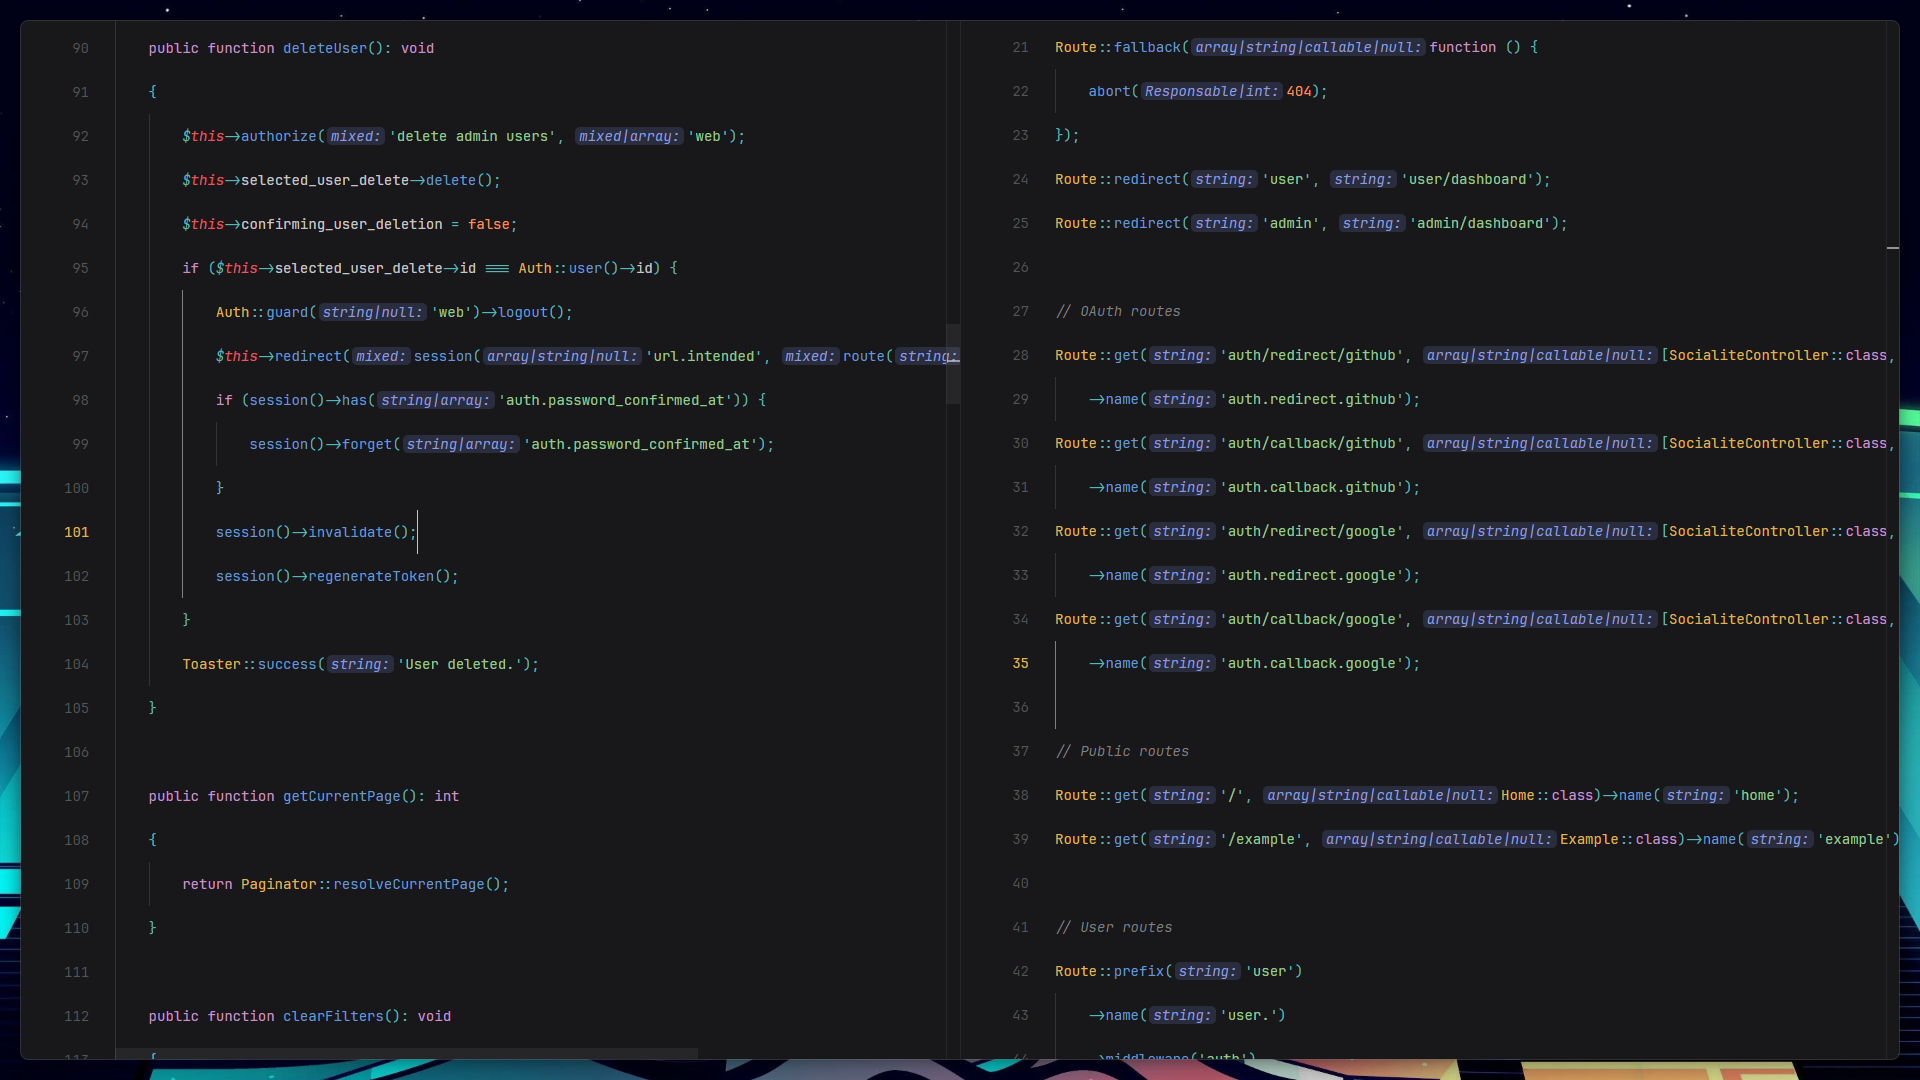 90 public function deleteUser(): void
91 {
92 $this->authorize( mixed: 'delete admin users', mixed|array: 'web');
93 $this->selected_user_delete->delete();
94 $this->confirming_user_deletion = false;
95 if ($this->selected_user_delete->id === Auth::user()->id) {
96 Auth::guard( string|null: 'web')->logout();
97 $this->redirect( mixed: session( array|string|null: 'url.intended', mixed: route( string:
98 if (session()->has( string|array: 'auth.password_confirmed_at')) {
99 session()->forget( string|array: 'auth.password_confirmed_at');
100 }
101 session()->invalidate();
102 session()->regenerateToken();
103 }
104 Toaster::success( string: 'User deleted.');
105 }
106
107 public function getCurrentPage(): int
108 {
109 return Paginator::resolveCurrentPage();
110 }
111
112 public function clearFilters(): void
113 {
21 Route::fallback( array|string|callable|null: function () {
22 abort( Responsable|int: 404);
23 });
24 Route::redirect( string: 'user', string: 'user/dashboard');
25 Route::redirect( string: 'admin', string: 'admin/dashboard');
26
27 // OAuth routes
28 Route::get( string: 'auth/redirect/github', array|string|callable|null: [SocialiteController::class,
29 ->name( string: 'auth.redirect.github');
30 Route::get( string: 'auth/callback/github', array|string|callable|null: [SocialiteController::class,
31 ->name( string: 'auth.callback.github');
32 Route::get( string: 'auth/redirect/google', array|string|callable|null: [SocialiteController::class,
33 ->name( string: 'auth.redirect.google');
34 Route::get( string: 'auth/callback/google', array|string|callable|null: [SocialiteController::class,
35 ->name( string: 'auth.callback.google');
36
37 // Public routes
38 Route::get( string: '/', array|string|callable|null: Home::class)->name( string: 'home');
39 Route::get( string: '/example', array|string|callable|null: Example::class)->name( string: 'example')
40
41 // User routes
42 Route::prefix( string: 'user')
43 ->name( string: 'user.')
44 ->middleware('auth')